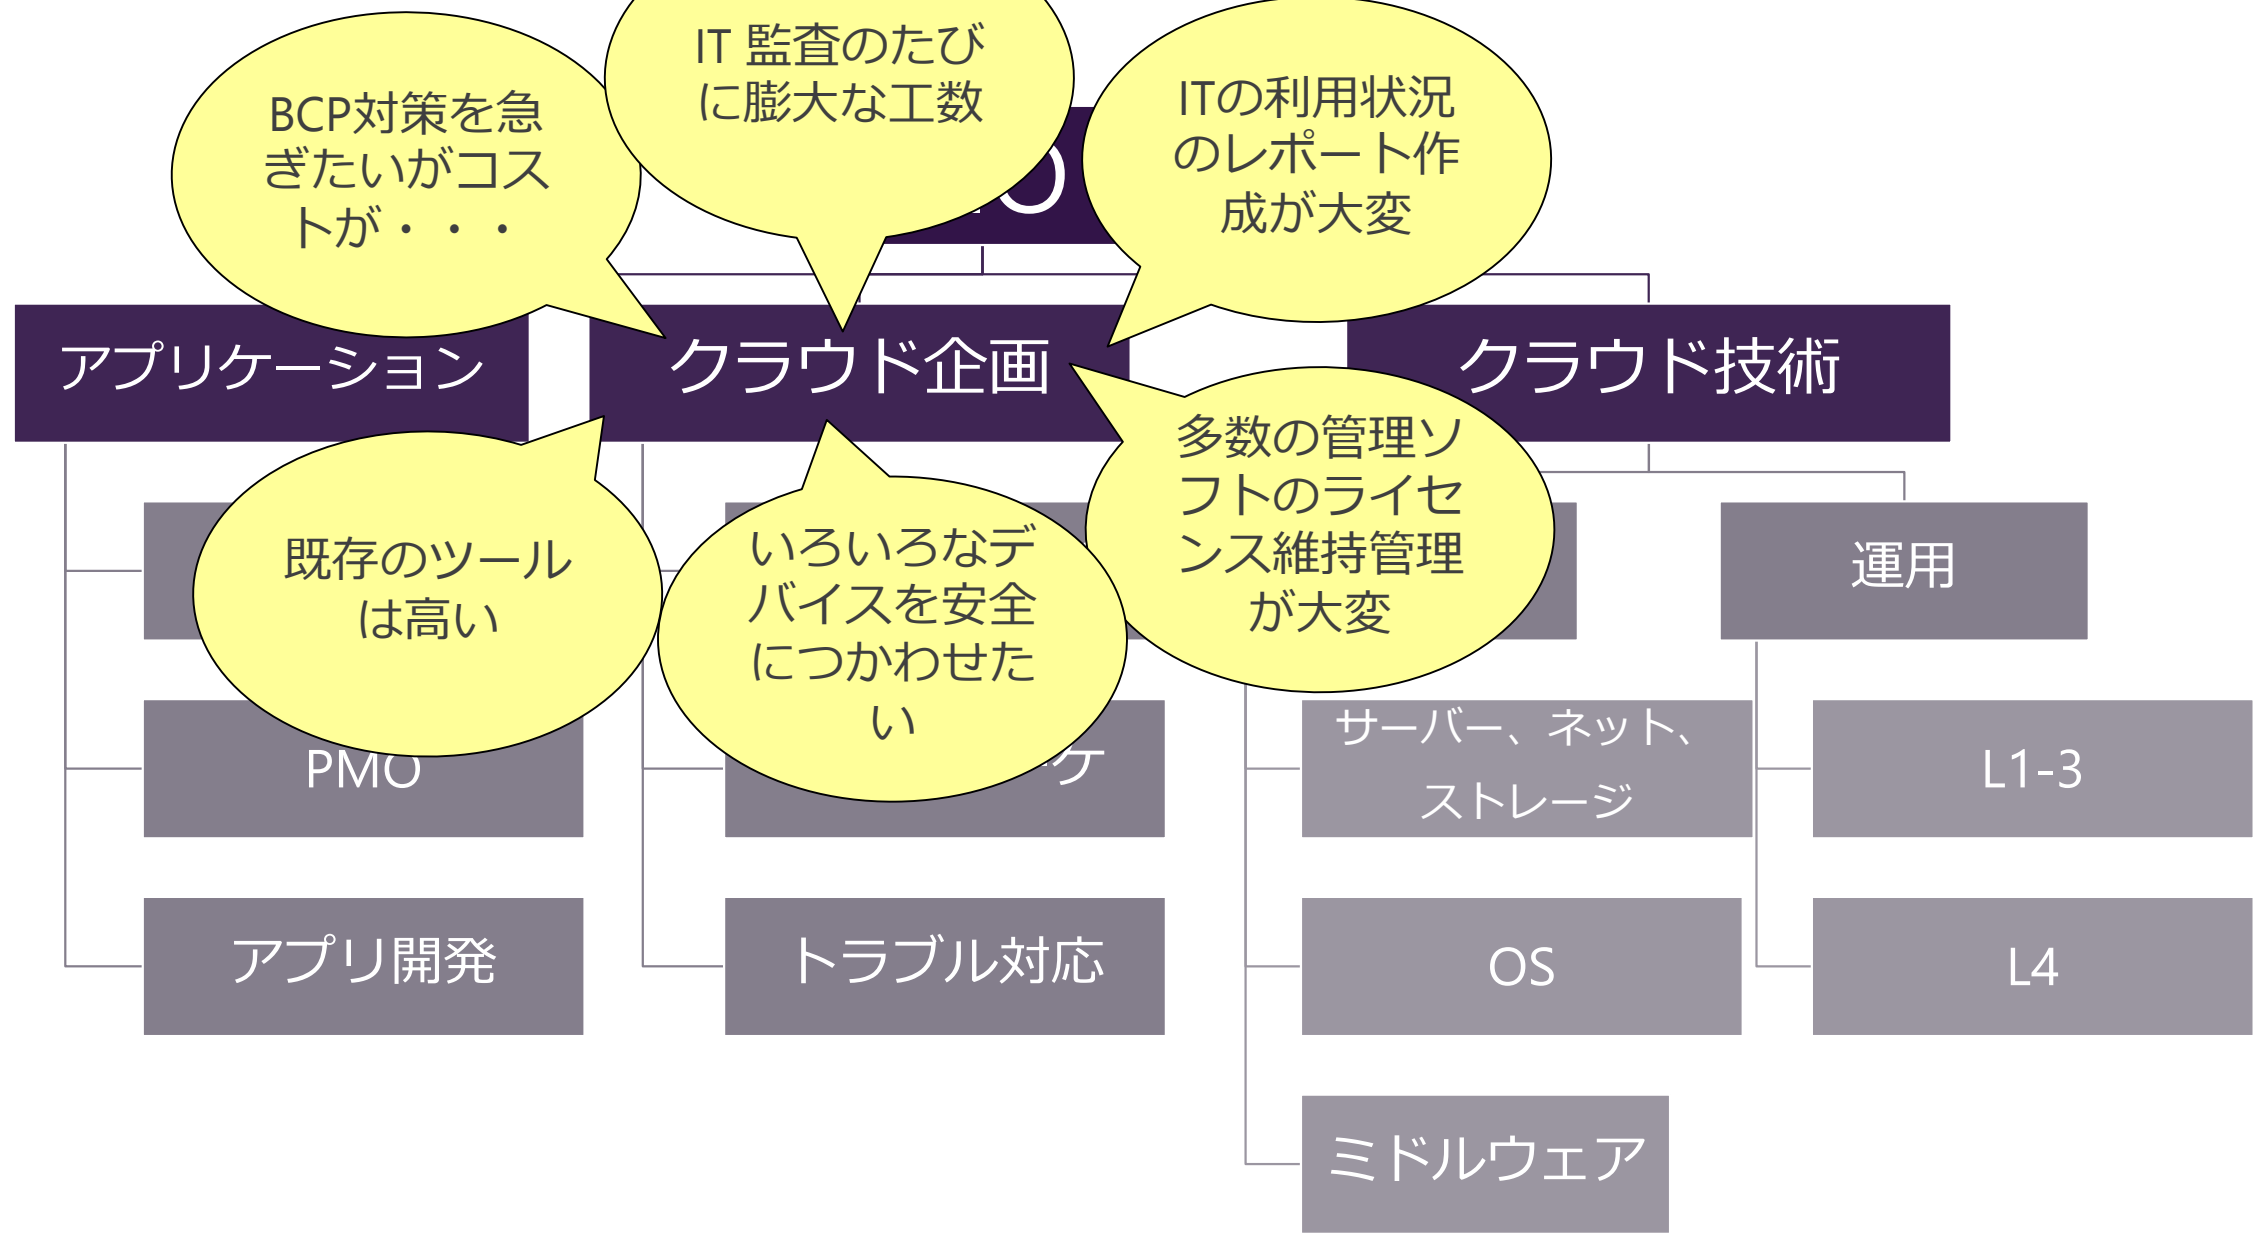 IT 監査のたび
に膨大な工数
BCP対策を急
ぎたいがコス
トが・・・
ITの利用状況
のレポート作
成が大変
アプリケーション
クラウド企画
クラウド技術
多数の管理ソ
フトのライセ
ンス維持管理
が大変
既存のツール
は高い
いろいろなデ
バイスを安全
につかわせた
い
運用
PMO
サーバー、ネット、
ストレージ
L1-3
アプリ開発
トラブル対応
OS
L4
ミドルウェア